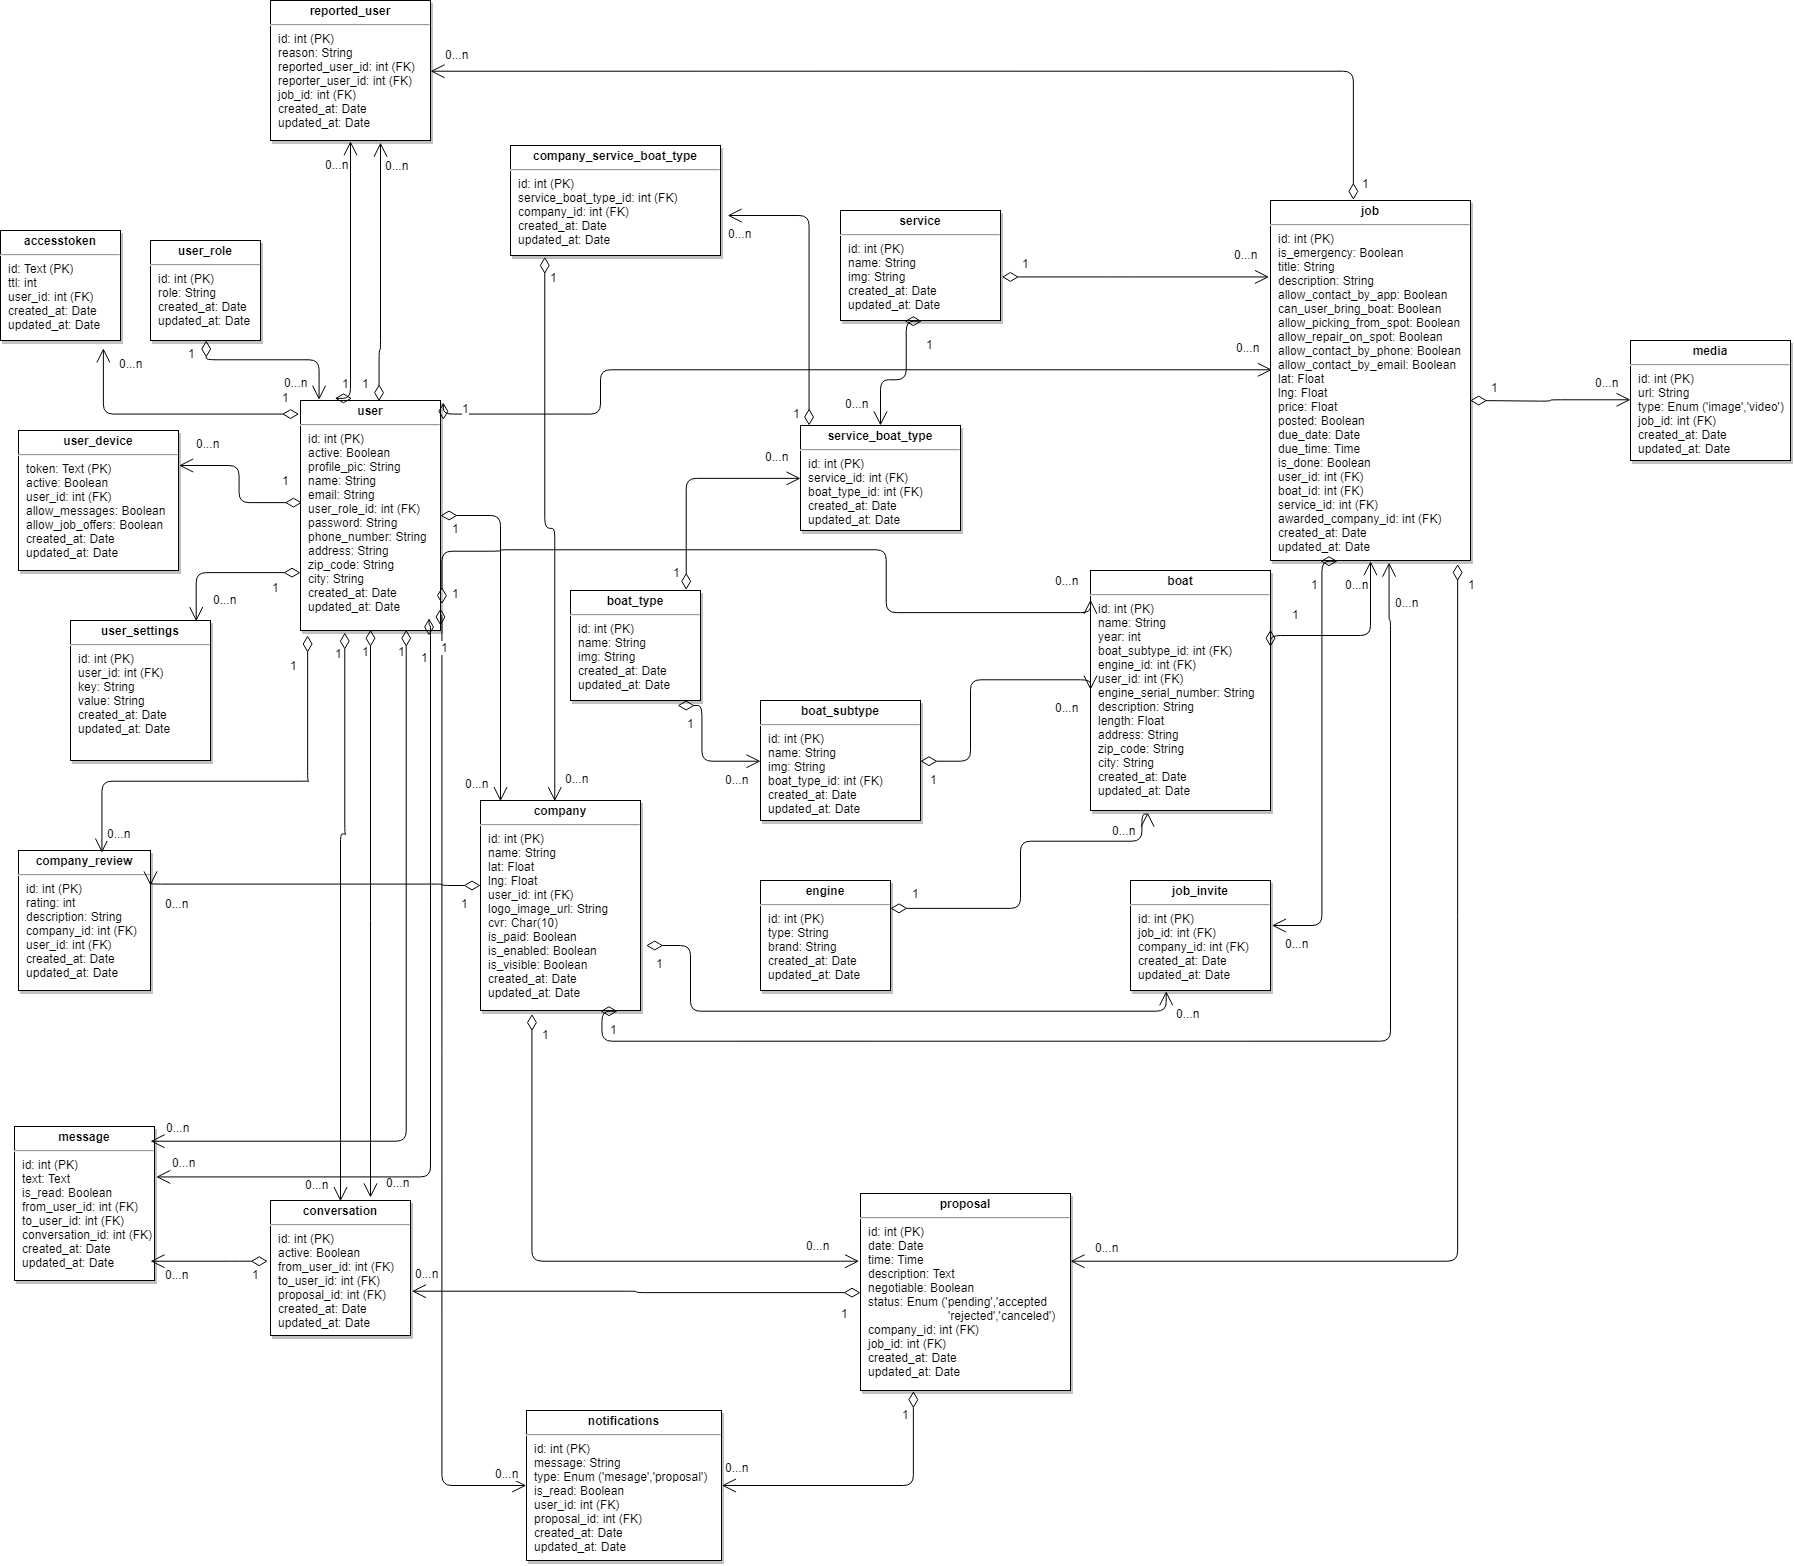 reported_user
id: int (PK)
reason: String
reported_user_id: int (FK)
reporter_user_id: int (FK)
job_id: int (FK)
created_at: Date
updated_at: Date
0...n
0...n
0...n
1
company_service_boat_type
id: int (PK)
service_boat_type_id: int (FK)
company_id: int (FK)
created_at: Date
updated_at: Date
0...n
1
service
id: int (PK)
name: String
img: String
created_at: Date
updated_at: Date
1
0...n
1
0...n
job
id: int (PK)
is_emergency: Boolean
title: String
description: String
allow_contact_by_app: Boolean
can_user_bring_boat: Boolean
allow_picking_from_spot: Boolean
allow_repair_on_spot: Boolean
allow_contact_by_phone: Boolean
allow_contact_by_email: Boolean
lat: Float
lng: Float
price: Float
posted: Boolean
due_date: Date
due_time: Time
is_done: Boolean
user_id: int (FK)
boat_id: int (FK)
service_id: int (FK)
awarded_company_id: int (FK)
created_at: Date
updated_at: Date
1
0...n
media
id: int (PK)
url: String
type: Enum ('image','video')
job_id: int (FK)
created_at: Date
updated_at: Date
accesstoken
id: Text (PK)
ttl: int
user_id: int (FK)
created_at: Date
updated_at: Date
0...n
user_role
id: int (PK)
role: String
created_at: Date
updated_at: Date
1
0...n
1
1
1
1
user
id: int (PK)
active: Boolean
profile_pic: String
name: String
email: String
user_role_id: int (FK)
password: String
phone_number: String
address: String
zip_code: String
city: String
created_at: Date
updated_at: Date
user_device
token: Text (PK)
active: Boolean
user_id: int (FK)
allow_messages: Boolean
allow_job_offers: Boolean
created_at: Date
updated_at: Date
0...n
1
1
0...n
1
1
user_settings
id: int (PK)
user_id: int (FK)
key: String
value: String
created_at: Date
updated_at: Date
1
1
1
1
1
1
0...n
1
service_boat_type
id: int (PK)
service_id: int (FK)
boat_type_id: int (FK)
created_at: Date
updated_at: Date
0...n
1
boat_type
id: int (PK)
name: String
img: String
created_at: Date
updated_at: Date
1
0...n
boat_subtype
id: int (PK)
name: String
img: String
boat_type_id: int (FK)
created_at: Date
updated_at: Date
1
0...n
0...n
boat
id: int (PK)
name: String
year: int
boat_subtype_id: int (FK)
engine_id: int (FK)
user_id: int (FK)
engine_serial_number: String
description: String
length: Float
address: String
zip_code: String
city: String
created_at: Date
updated_at: Date
1
1
0...n
1
0...n
0...n
0...n
0...n
company
id: int (PK)
name: String
lat: Float
lng: Float
user_id: int (FK)
logo_image_url: String
cvr: Char(10)
is_paid: Boolean
is_enabled: Boolean
is_visible: Boolean
created_at: Date
updated_at: Date
1
1
1
1
0...n
company_review
id: int (PK)
rating: int
description: String
company_id: int (FK)
user_id: int (FK)
created_at: Date
updated_at: Date
0...n
engine
id: int (PK)
type: String
brand: String
created_at: Date
updated_at: Date
1
0...n
job_invite
id: int (PK)
job_id: int (FK)
company_id: int (FK)
created_at: Date
updated_at: Date
0...n
0...n
message
id: int (PK)
text: Text
is_read: Boolean
from_user_id: int (FK)
to_user_id: int (FK)
conversation_id: int (FK)
created_at: Date
updated_at: Date
0...n
0...n
0...n
1
0...n
0...n
conversation
id: int (PK)
active: Boolean
from_user_id: int (FK)
to_user_id: int (FK)
proposal_id: int (FK)
created_at: Date
updated_at: Date
0...n
proposal
id: int (PK)
date: Date
time: Time
description: Text
negotiable: Boolean
status: Enum ('pending','accepted
'rejected','canceled')
company_id: int (FK)
job_id: int (FK)
created_at: Date
updated_at: Date
0...n
0...n
1
1
notifications
id: int (PK)
message: String
type: Enum ('mesage','proposal')
is_read: Boolean
user_id: int (FK)
proposal_id: int (FK)
created_at: Date
updated_at: Date
0...n
0...n